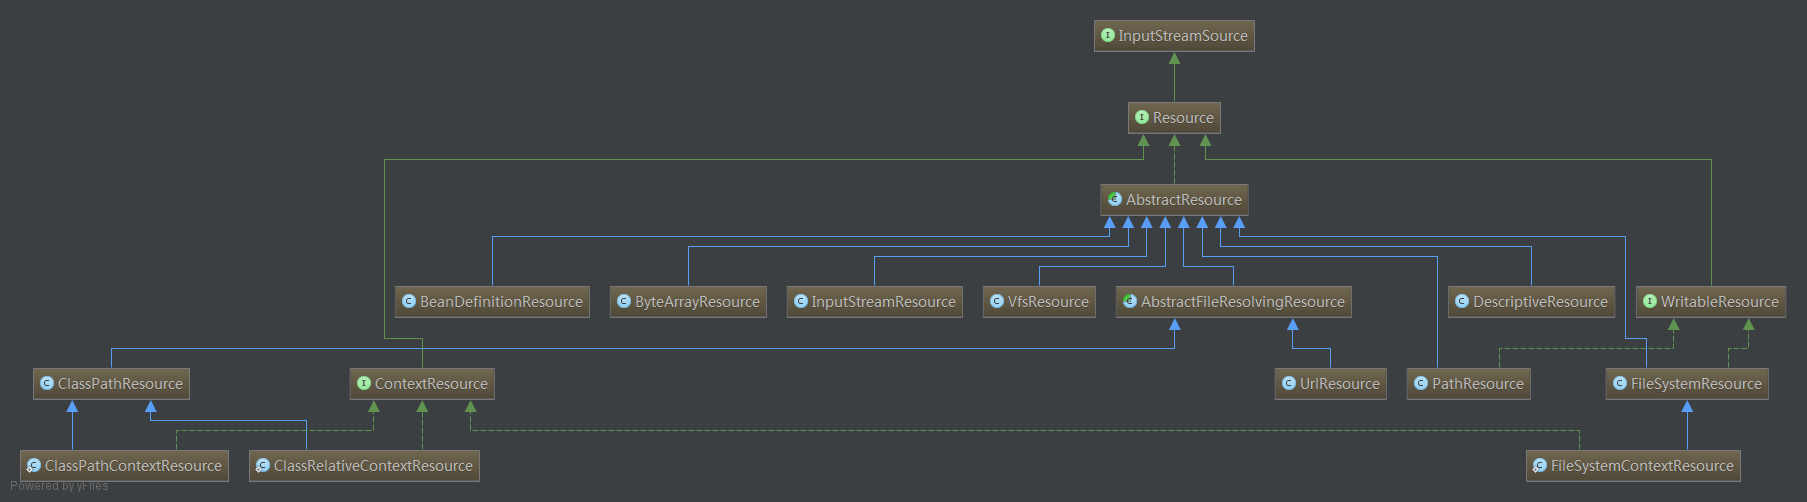 InputStreamSource
Resource
AbstractResource
BeanDefinitionResource
ByteArrayResource
InputStreamResource
VfsResource
AbstractFileResolvingResource
DescriptiveResource
WritableResource
ClassPathResource
ContextResource
UrlResource
PathResource
FileSystemResource
ClassPathContextResource
ClassRelativeContextResource
FileSystemContextResource
Powered by yFiles